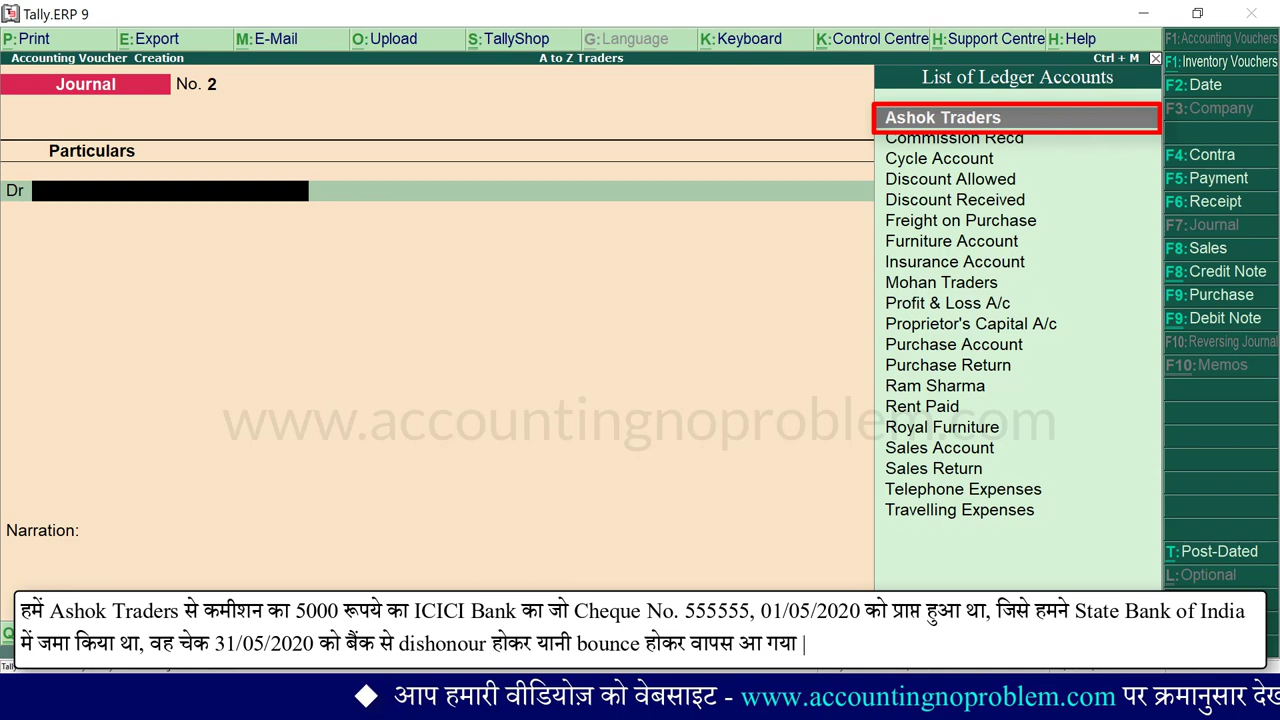 Tally.ERP 9
P: Print E: Export M: E-Mail O: Upload S: TallyShop G: Language K: Keyboard K: Control Centre H: Support Centre H: Help
Accounting Voucher Creation A to Z Traders Ctrl + M
Journal No. 2
Particulars
Dr
List of Ledger Accounts
Ashok Traders
Commission Recd
Cycle Account
Discount Allowed
Discount Received
Freight on Purchase
Furniture Account
Insurance Account
Mohan Traders
Profit & Loss A/c
Proprietor's Capital A/c
Purchase Account
Purchase Return
Ram Sharma
Rent Paid
Royal Furniture
Sales Account
Sales Return
Telephone Expenses
Travelling Expenses
F1: Accounting Vouchers
F1: Inventory Vouchers
F2: Date
F3: Company
F4: Contra
F5: Payment
F6: Receipt
F7: Journal
F8: Sales
F8: Credit Note
F9: Purchase
F9: Debit Note
F10: Reversing Journal
F10: Memos
T: Post-Dated
L: Optional
www.accountingnoproblem.com
Narration:
हमें Ashok Traders से कमीशन का 5000 रूपये का ICICI Bank का जो Cheque No. 555555, 01/05/2020 को प्राप्त हुआ था, जिसे हमने State Bank of India
में जमा किया था, वह चेक 31/05/2020 को बैंक से dishonour होकर यानी bounce होकर वापस आ गया |
◆ आप हमारी वीडियोज़ को वेबसाइट - www.accountingnoproblem.com पर क्रमानुसार